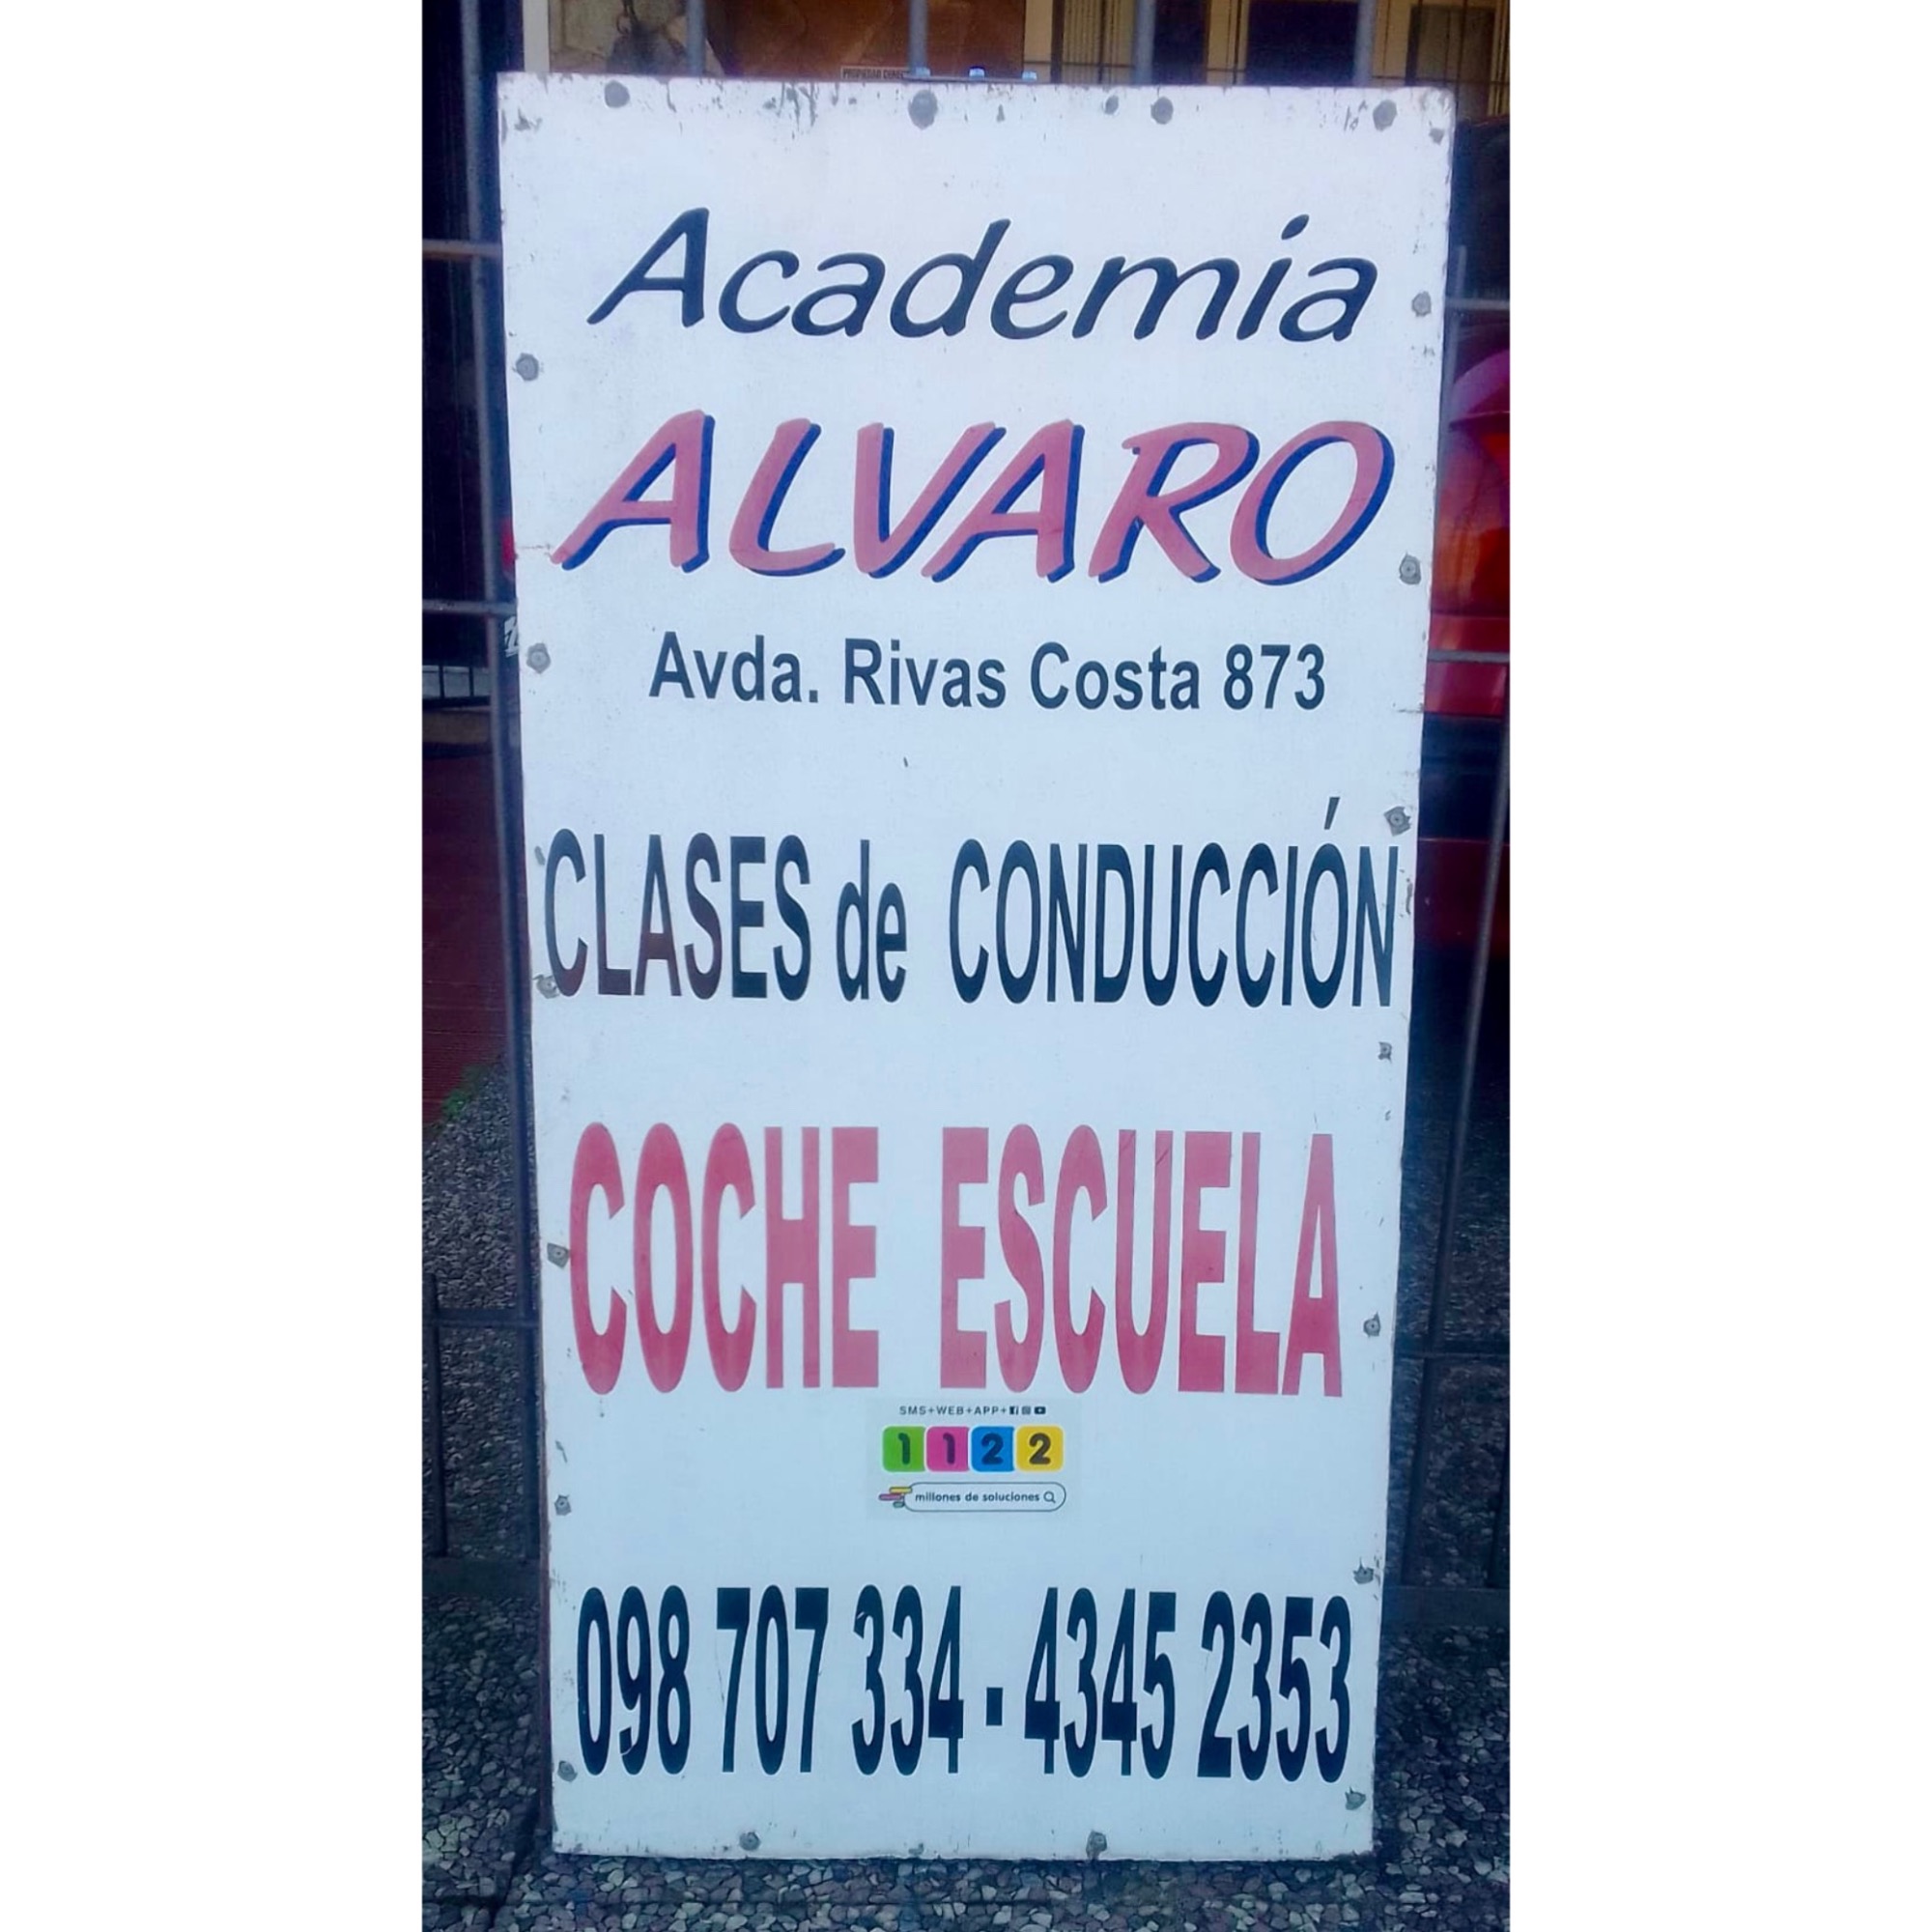 Academia
ALVARO
Avda. Rivas Costa 873
CLASES de CONDUCCIÓN
COCHE ESCUELA
SMS+WEB+APP+
1122
millones de soluciones
098 707 334 - 4345 2353